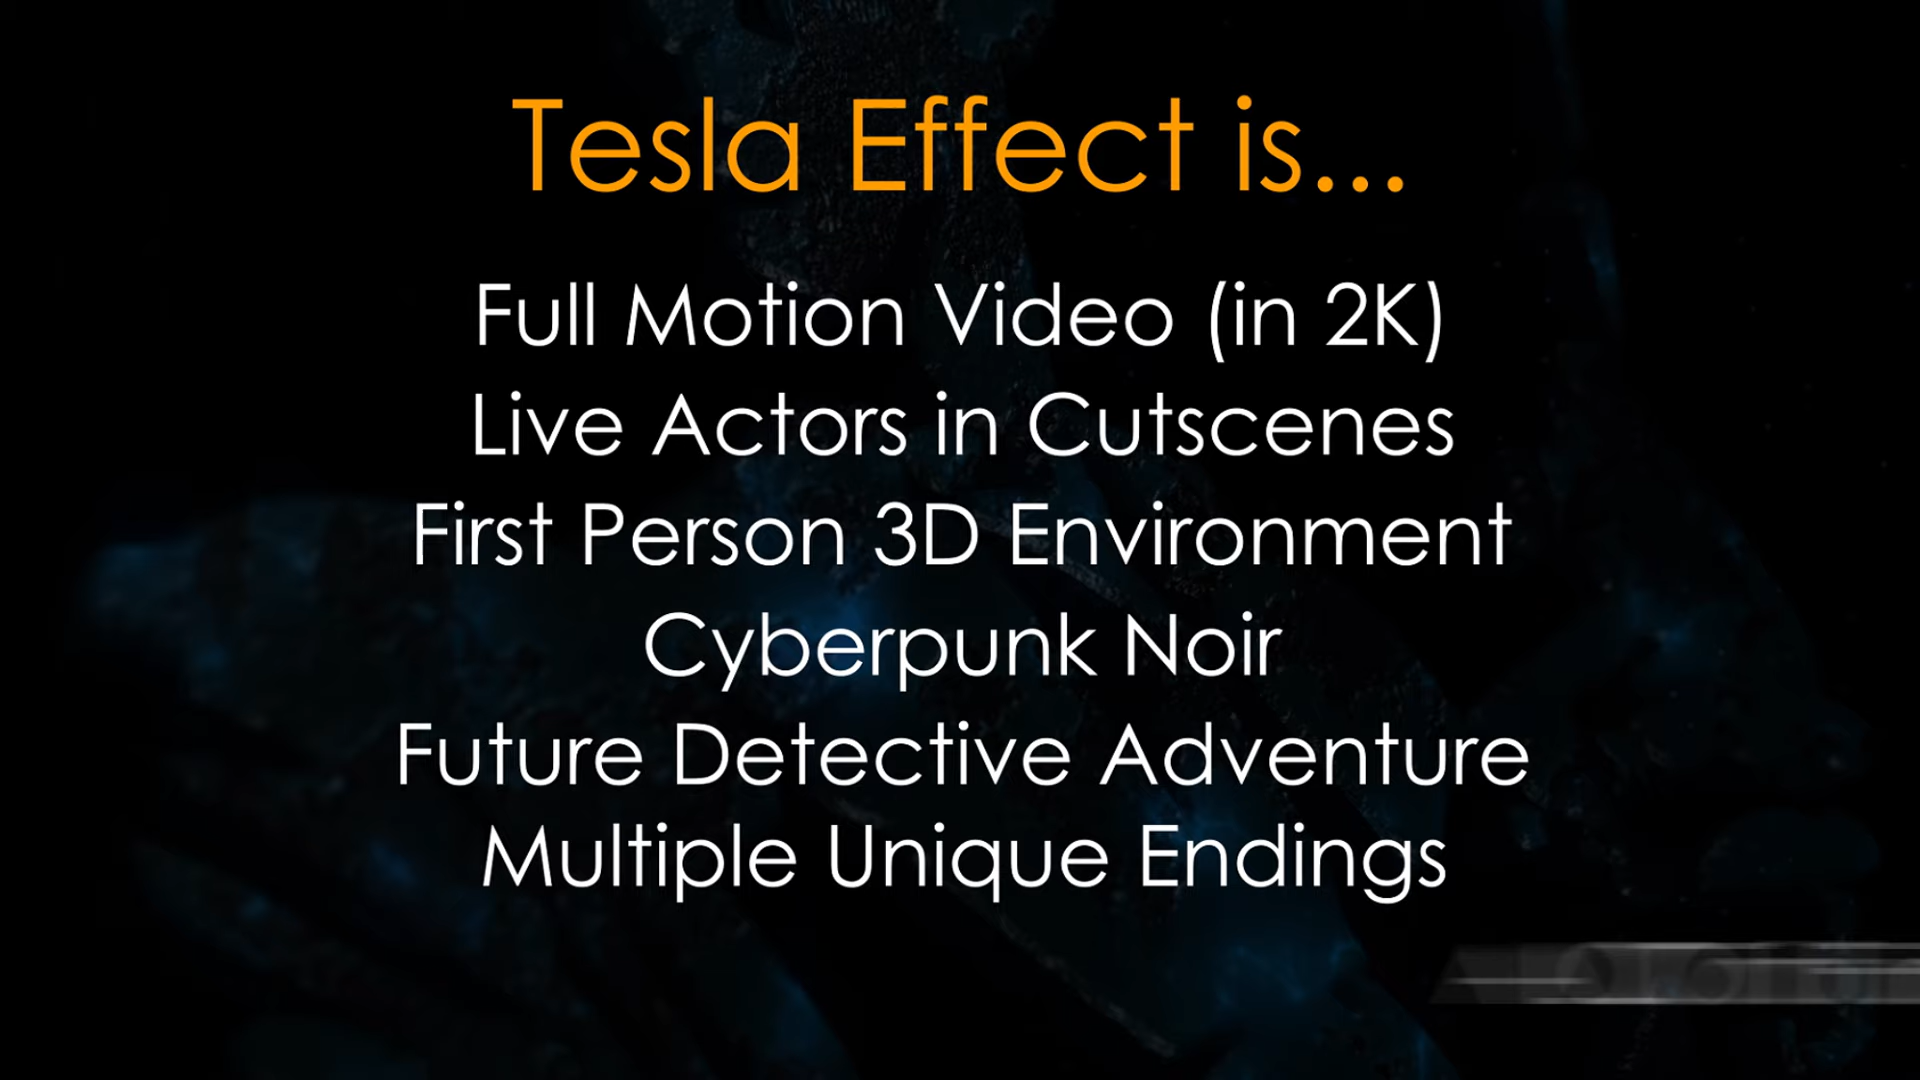 Tesla Effect is...
Full Motion Video (in 2K)
Live Actors in Cutscenes
First Person 3D Environment
Cyberpunk Noir
Future Detective Adventure
Multiple Unique Endings